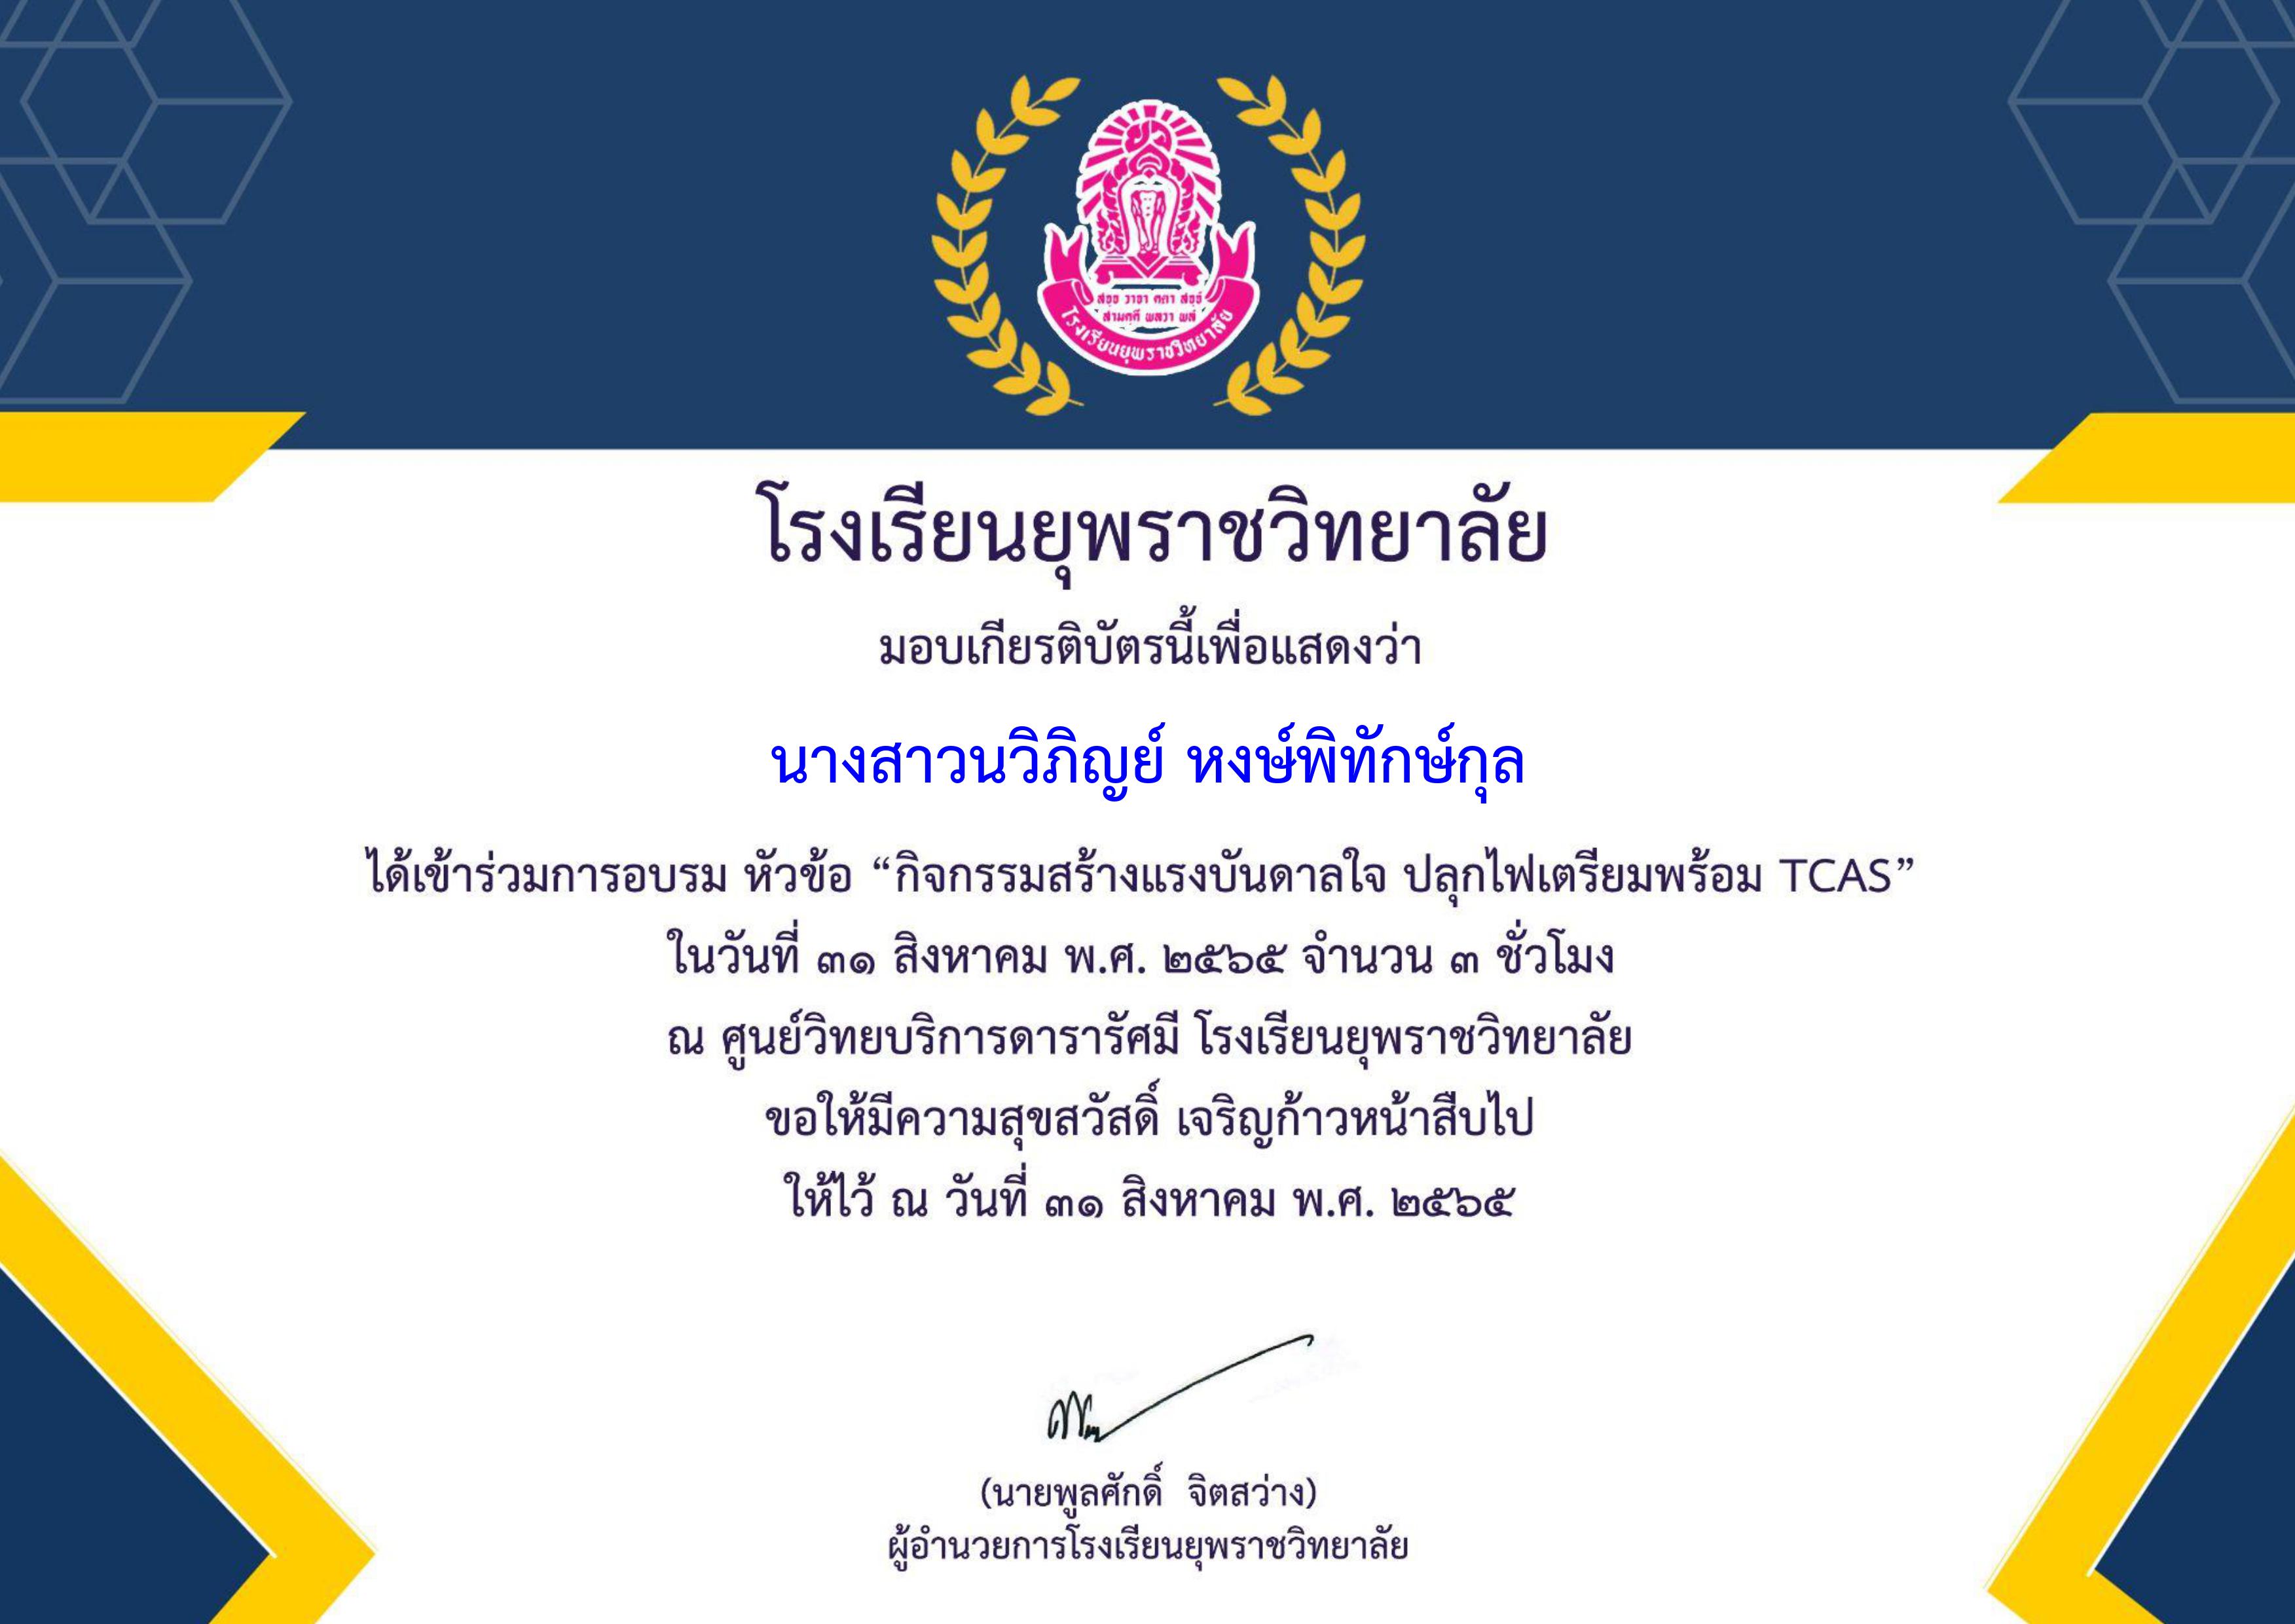 สจฺจ วาจา คตา สตฺยํ
สามคฺคี พลวา พลํ
โรงเรียนยุพราชวิทยาลัย
โรงเรียนยุพราชวิทยาลัย
มอบเกียรติบัตรนี้เพื่อแสดงว่า
นางสาวนวิภิญย์ หงษ์พิทักษ์กุล
ได้เข้าร่วมการอบรม หัวข้อ “กิจกรรมสร้างแรงบันดาลใจ ปลุกไฟเตรียมพร้อม TCAS”
ในวันที่ ๓๑ สิงหาคม พ.ศ. ๒๕๖๕ จำนวน ๓ ชั่วโมง
ณ ศูนย์วิทยบริการดารารัศมี โรงเรียนยุพราชวิทยาลัย
ขอให้มีความสุขสวัสดิ์ เจริญก้าวหน้าสืบไป
ให้ไว้ ณ วันที่ ๓๑ สิงหาคม พ.ศ. ๒๕๖๕
(นายพูลศักดิ์ จิตสว่าง)
ผู้อำนวยการโรงเรียนยุพราชวิทยาลัย